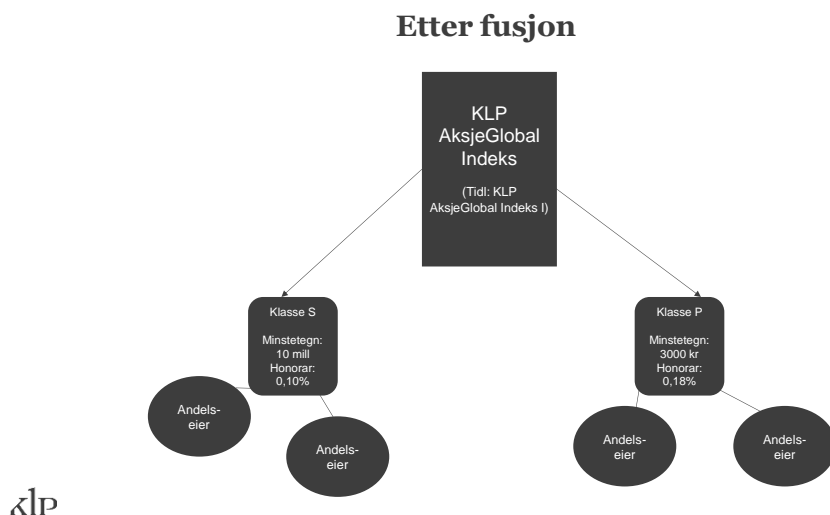 Etter fusjon
KLP
AksjeGlobal
Indeks
(Tidl: KLP
AksjeGlobal Indeks I)
Klasse S
Minstetegn:
10 mill
Honorar:
0,10%
Klasse P
Minstetegn:
3000 kr
Honorar:
0,18%
Andels-
eier
Andels-
eier
Andels-
eier
Andels-
eier
klp